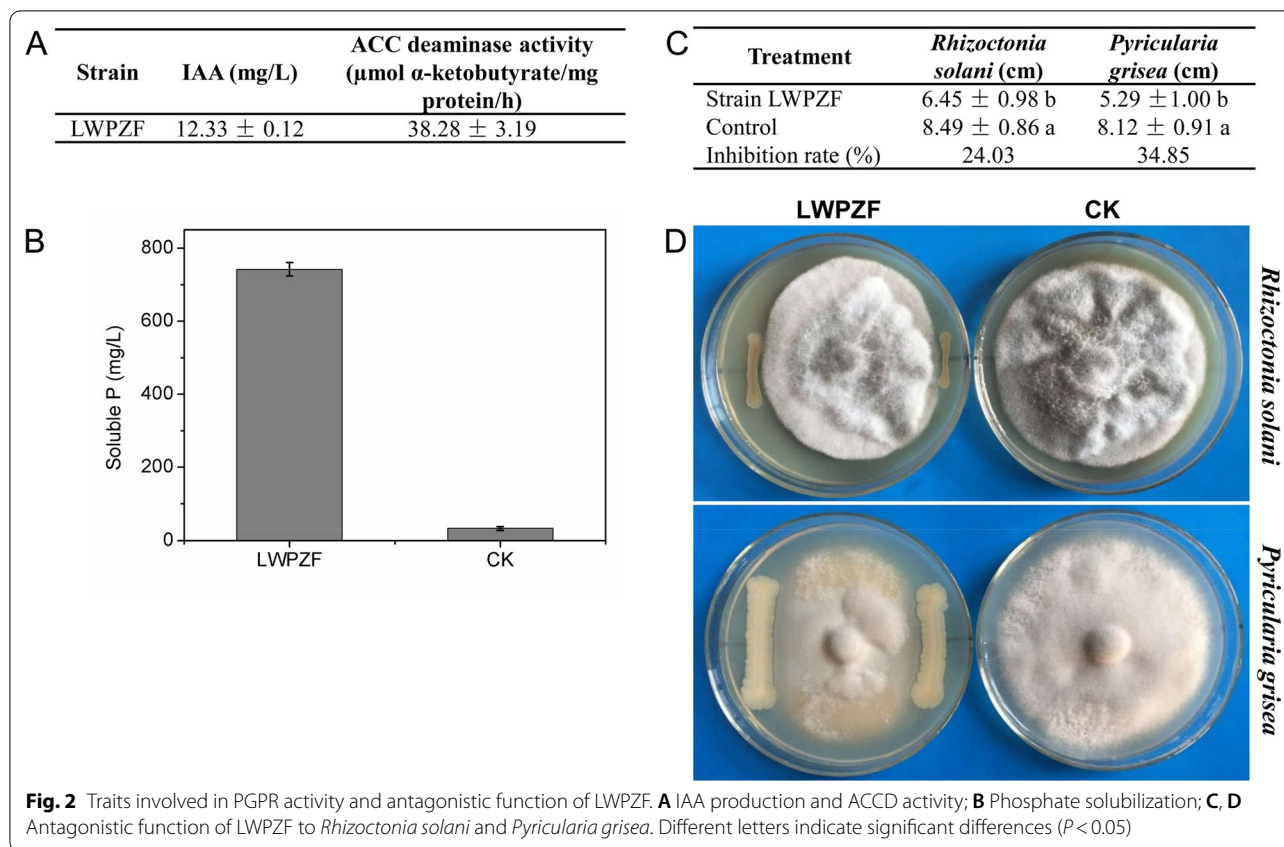 A
Strain IAA (mg/L) ACC deaminase activity
(μmol α-ketobutyrate/mg
protein/h)
LWPZF 12.33 ± 0.12 38.28 ± 3.19
C
Treatment Rhizoctonia solani (cm) Pyricularia grisea (cm)
Strain LWPZF 6.45 ± 0.98 b 5.29 ±1.00 b
Control 8.49 ± 0.86 a 8.12 ± 0.91 a
Inhibition rate (%) 24.03 34.85
B
Soluble P (mg/L)
800
600
400
200
0
LWPZF CK
D
LWPZF CK
Rhizoctonia solani
Pyricularia grisea
Fig. 2 Traits involved in PGPR activity and antagonistic function of LWPZF. A IAA production and ACCD activity; B Phosphate solubilization; C, D
Antagonistic function of LWPZF to Rhizoctonia solani and Pyricularia grisea. Different letters indicate significant differences (P < 0.05)